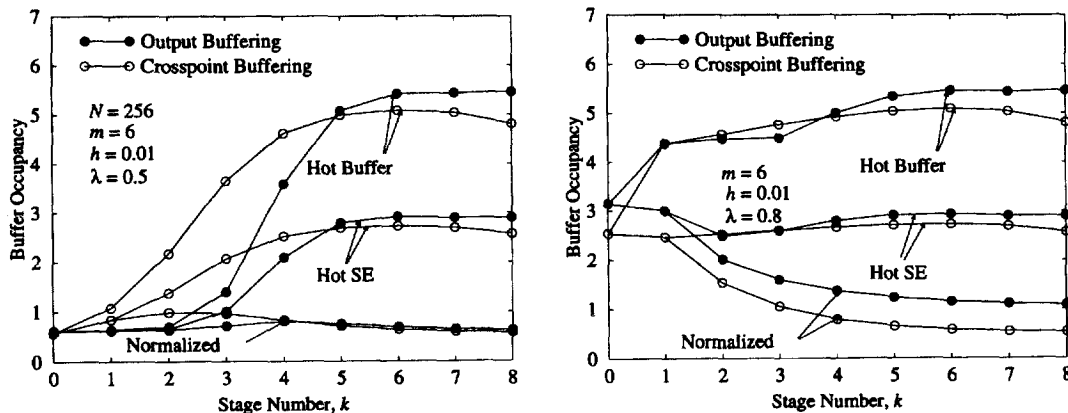 7
6
5
4
3
2
1
0
Buffer Occupancy
Output Buffering
Crosspoint Buffering
N = 256
m = 6
h = 0.01
λ = 0.5
Hot Buffer
Hot SE
Normalized
0 1 2 3 4 5 6 7 8
Stage Number, k
7
6
5
4
3
2
1
0
Buffer Occupancy
Output Buffering
Crosspoint Buffering
Hot Buffer
m = 6
h = 0.01
λ = 0.8
Hot SE
Normalized
0 1 2 3 4 5 6 7 8
Stage Number, k